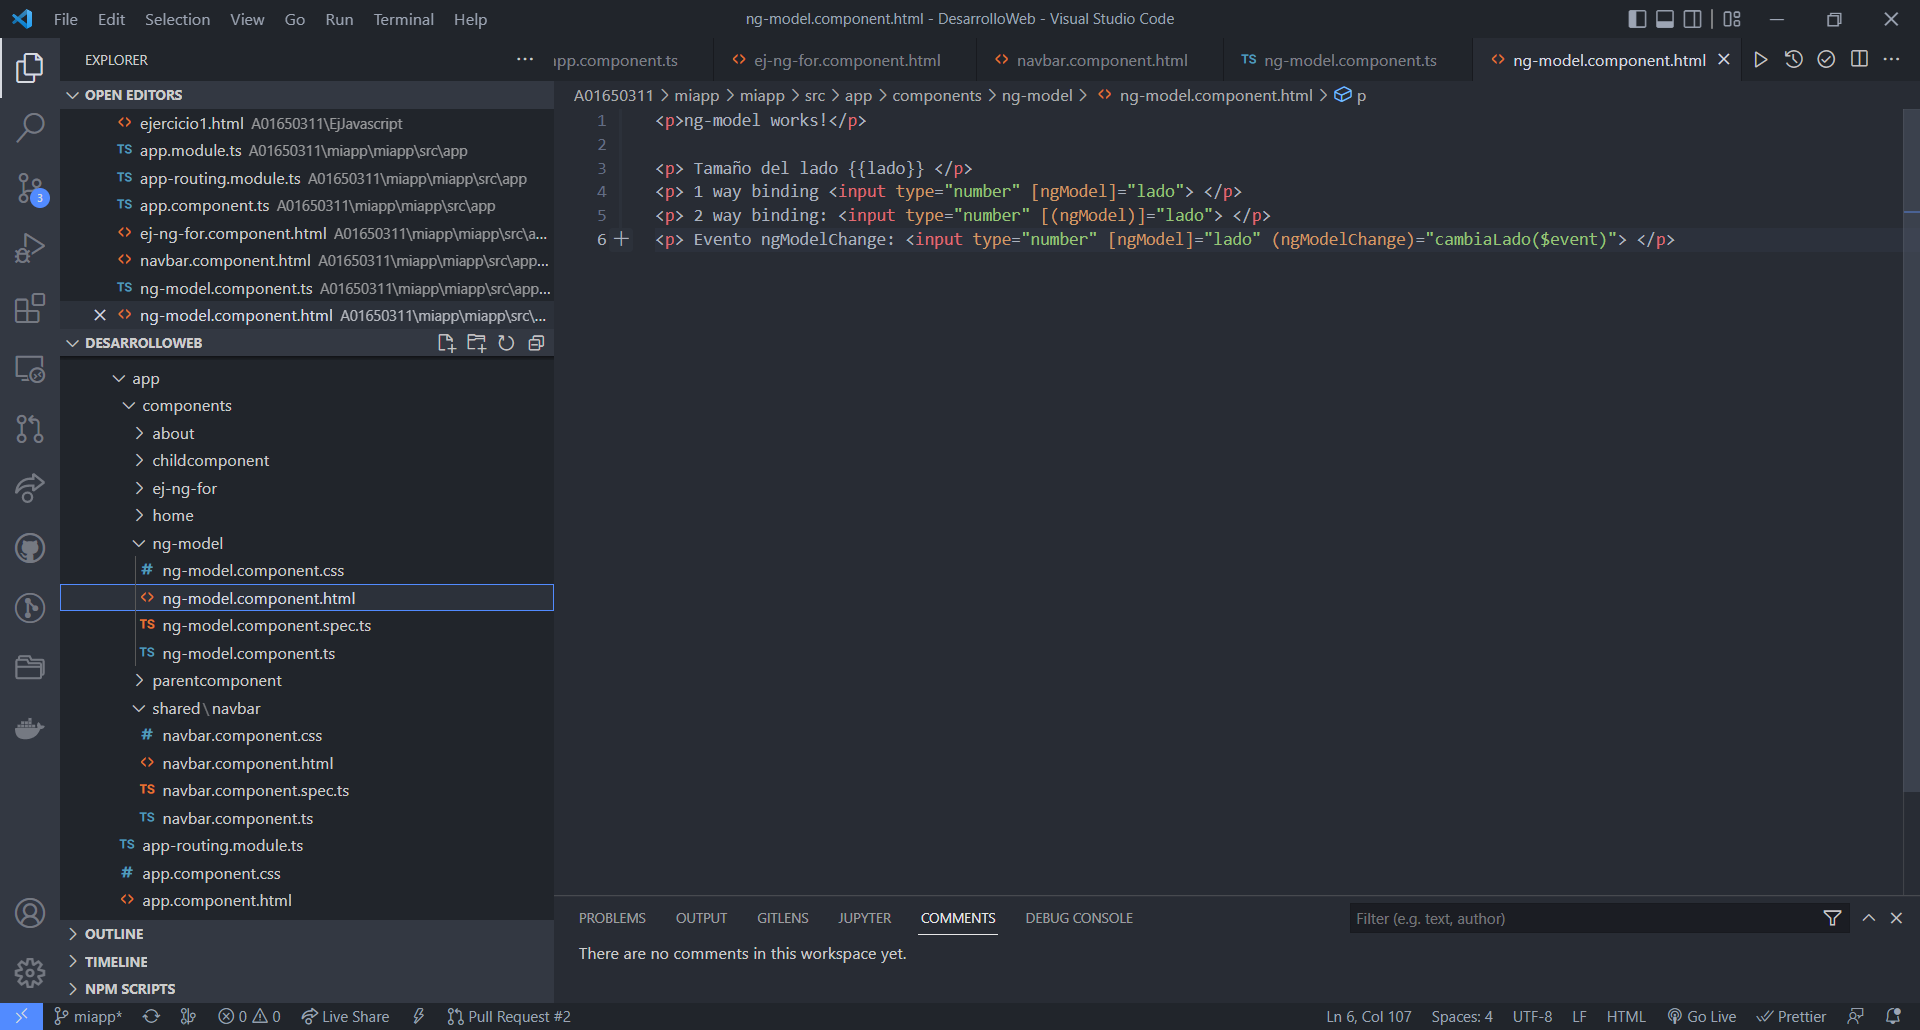 File Edit Selection View Go Run Terminal Help
ng-model.component.html - DesarrolloWeb - Visual Studio Code
EXPLORER
OPEN EDITORS
ejercicio1.html A01650311\EjJavascript
app.module.ts A01650311\miapp\miapp\src\app
app-routing.module.ts A01650311\miapp\miapp\src\app
app.component.ts A01650311\miapp\miapp\src\app
ej-ng-for.component.html A01650311\miapp\miapp\src\a...
navbar.component.html A01650311\miapp\miapp\src\app...
ng-model.component.ts A01650311\miapp\miapp\src\app...
ng-model.component.html A01650311\miapp\miapp\src\...
DESARROLLOWEB
app
components
about
childcomponent
ej-ng-for
home
ng-model
# ng-model.component.css
<> ng-model.component.html
TS ng-model.component.spec.ts
TS ng-model.component.ts
parentcomponent
shared\navbar
# navbar.component.css
<> navbar.component.html
TS navbar.component.spec.ts
TS navbar.component.ts
TS app-routing.module.ts
# app.component.css
<> app.component.html
OUTLINE
TIMELINE
NPM SCRIPTS
3
app.component.ts ej-ng-for.component.html navbar.component.html TS ng-model.component.ts ng-model.component.html
A01650311 > miapp > miapp > src > app > components > ng-model > <> ng-model.component.html > p
1 <p>ng-model works!</p>
2
3 <p> Tamaño del lado {{lado}} </p>
4 <p> 1 way binding <input type="number" [ngModel]="lado"> </p>
5 <p> 2 way binding: <input type="number" [(ngModel)]="lado"> </p>
6 <p> Evento ngModelChange: <input type="number" [ngModel]="lado" (ngModelChange)="cambiaLado($event)"> </p>
PROBLEMS OUTPUT GITLENS JUPYTER COMMENTS DEBUG CONSOLE
Filter (e.g. text, author)
There are no comments in this workspace yet.
miapp* 0 0 Live Share Pull Request #2
Ln 6, Col 107 Spaces: 4 UTF-8 LF HTML Go Live Prettier